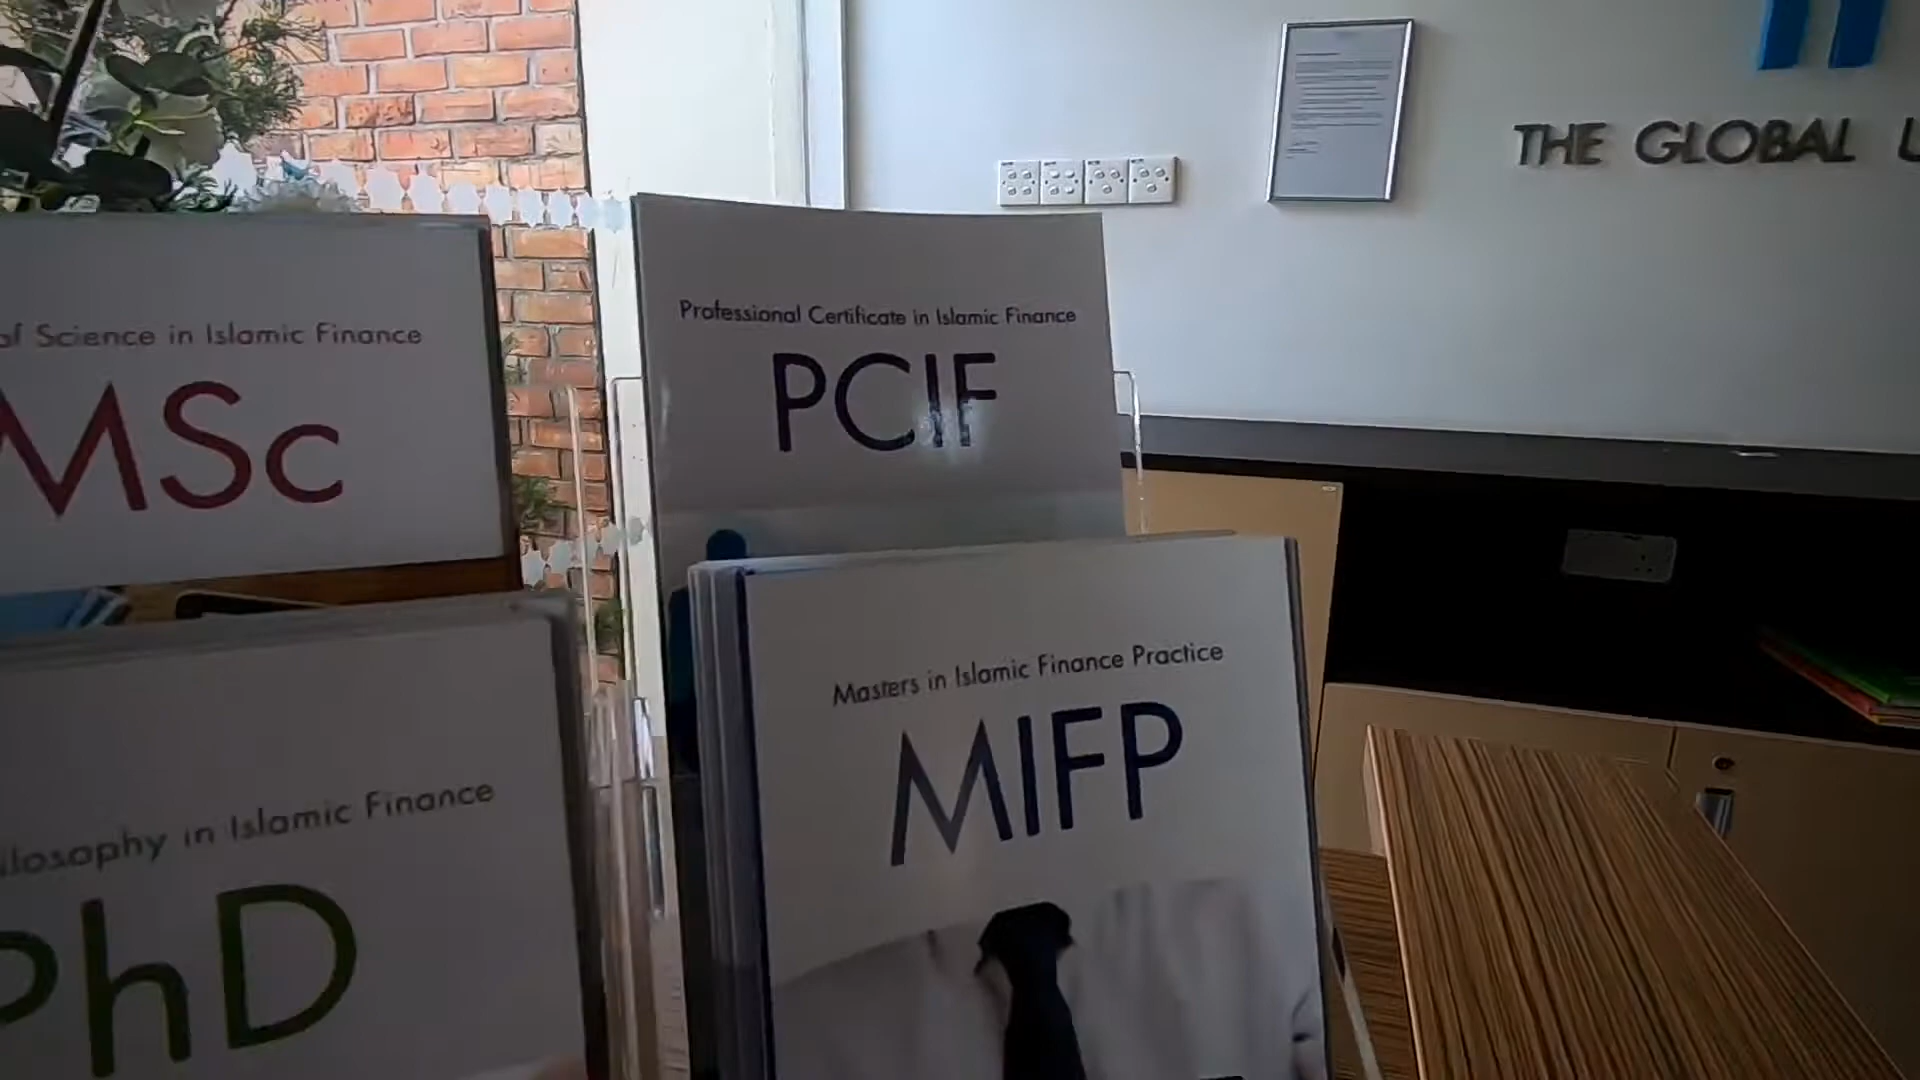 THE GLOBAL
of Science in Islamic Finance
MSc
Professional Certificate in Islamic Finance
PCIF
in Islamic Finance
PhD
Masters in Islamic Finance Practice
MIFP